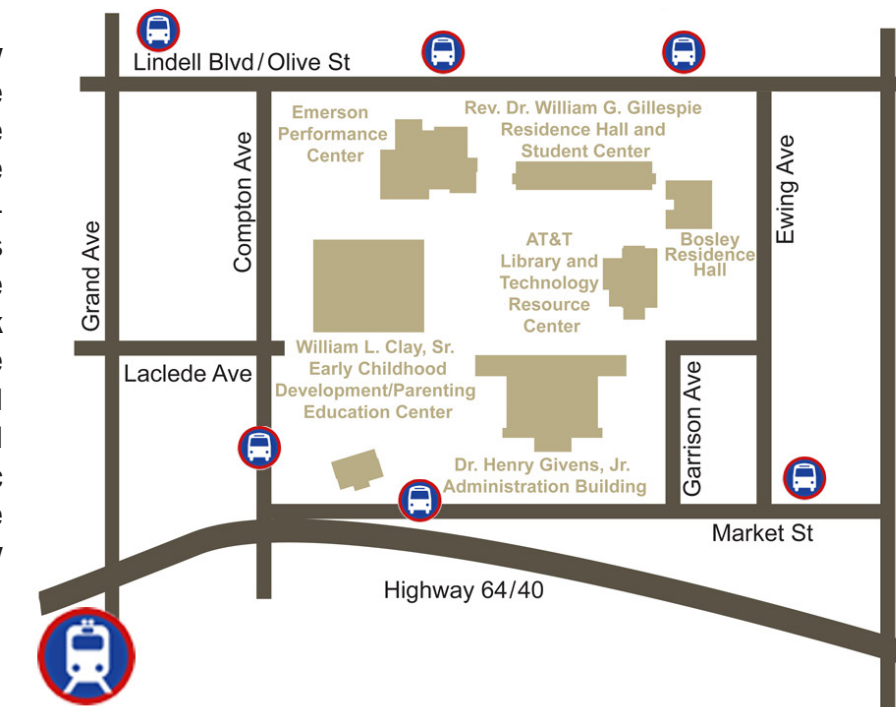 Lindell Blvd/Olive St
Emerson
Performance
Center
Rev. Dr. William G. Gillespie
Residence Hall and
Student Center
Compton Ave
Ewing Ave
Grand Ave
AT&T
Library and
Technology
Resource
Center
Bosley
Residence
Hall
William L. Clay, Sr.
Early Childhood
Development/Parenting
Education Center
Laclede Ave
Garrison Ave
Dr. Henry Givens, Jr.
Administration Building
Market St
Highway 64/40